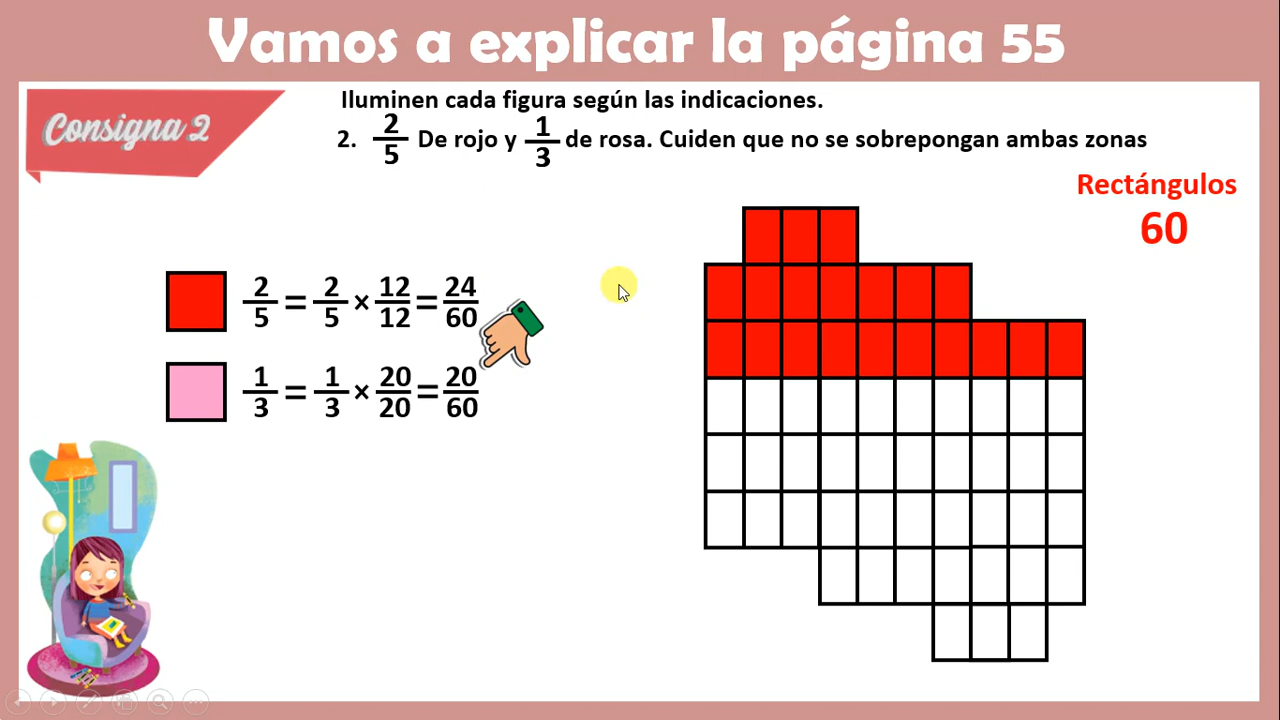 Vamos a explicar la página 55
Consigna 2
Iluminen cada figura según las indicaciones.
2. 2/5 De rojo y 1/3 de rosa. Cuiden que no se sobrepongan ambas zonas
Rectángulos
60
2/5 = 2/5 × 12/12 = 24/60
1/3 = 1/3 × 20/20 = 20/60